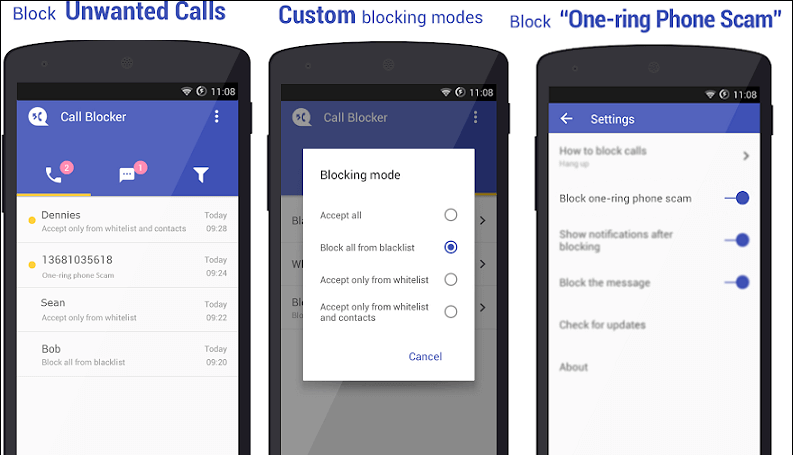 Block Unwanted Calls
11:08
Call Blocker
2
1
Dennies
Today
Accept only from whitelist and contacts
09:28
13681035618
Today
One-ring phone Scam
09:24
Sean
Today
Accept only from whitelist
09:22
Bob
Today
Block all from blacklist
09:20
Custom blocking modes
11:08
Call Blocker
Bla
Wh
Blo
Bla
Blocking mode
Accept all
Block all from blacklist
Accept only from whitelist
Accept only from whitelist
and contacts
Cancel
Block “One-ring Phone Scam”
11:08
Settings
How to block calls
Hang-up
Block one-ring phone scam
Show notifications after
blocking
Block the message
Check for updates
About